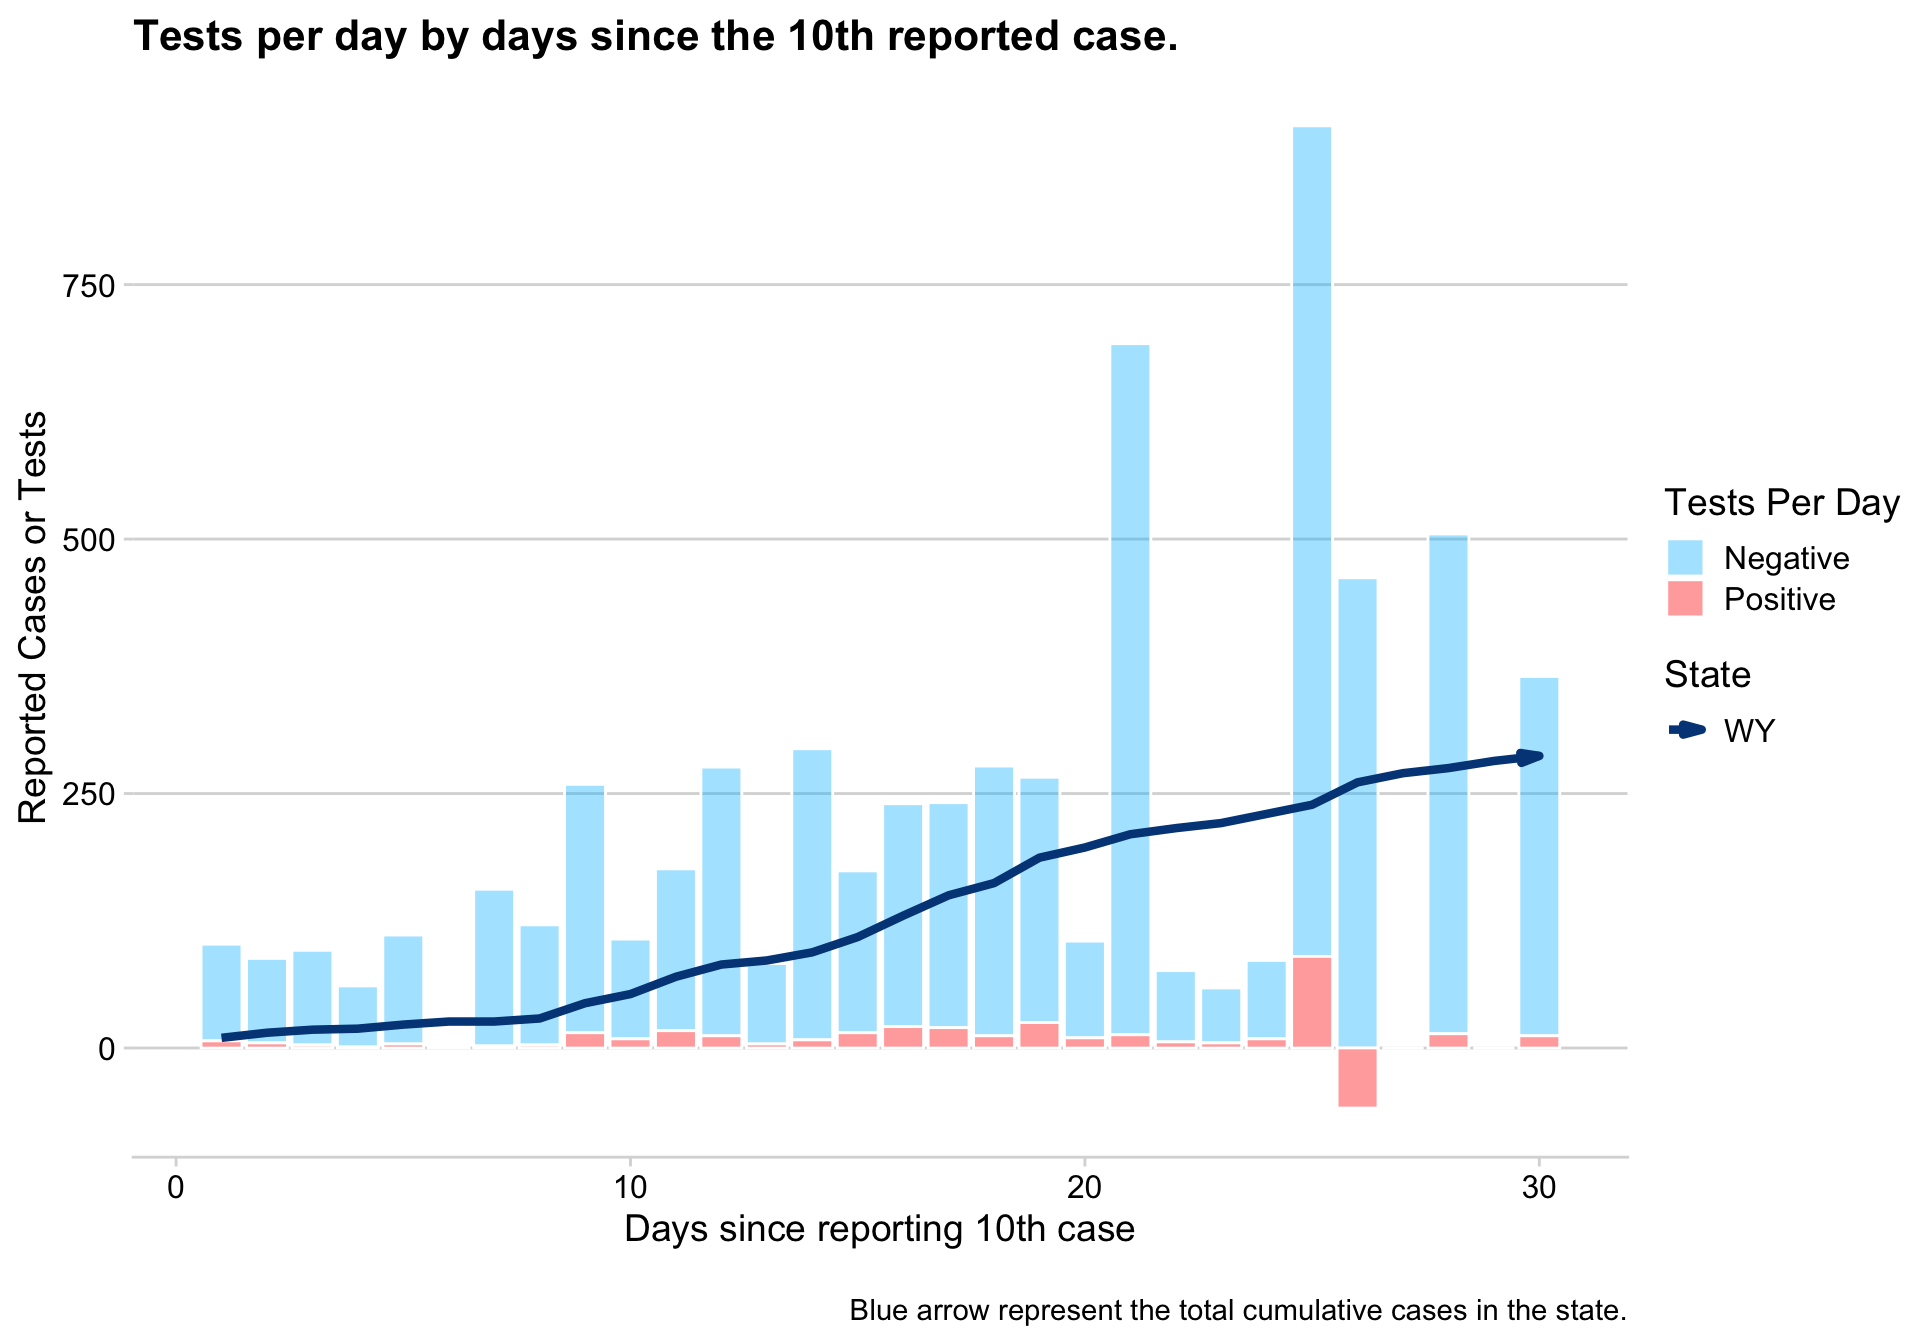 Tests per day by days since the 10th reported case.
Reported Cases or Tests
750
500
250
0
0
10
20
30
Days since reporting 10th case
Tests Per Day
Negative
Positive
State
WY
Blue arrow represent the total cumulative cases in the state.